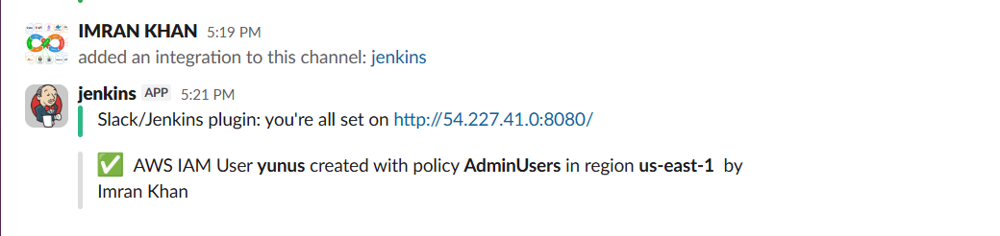 IMRAN KHAN 5:19 PM
added an integration to this channel: jenkins
jenkins APP 5:21 PM
Slack/Jenkins plugin: you're all set on http://54.227.41.0:8080/
AWS IAM User yunus created with policy AdminUsers in region us-east-1 by
Imran Khan